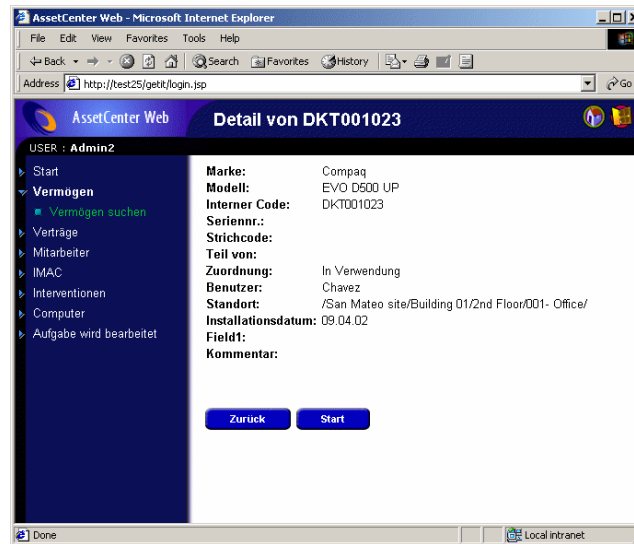 AssetCenter Web - Microsoft Internet Explorer
File Edit View Favorites Tools Help
Back Search Favorites History
Address http://test25/getit/login.jsp Go
AssetCenter Web Detail von DKT001023
USER : Admin2
Start
Vermögen
Vermögen suchen
Verträge
Mitarbeiter
IMAC
Interventionen
Computer
Aufgabe wird bearbeitet
Marke: Compaq
Modell: EVO D500 UP
Interner Code: DKT001023
Seriennr.:
Strichcode:
Teil von:
Zuordnung: In Verwendung
Benutzer: Chavez
Standort: /San Mateo site/Building 01/2nd Floor/001- Office/
Installationsdatum: 09.04.02
Field1:
Kommentar:
Zurück Start
Done Local intranet